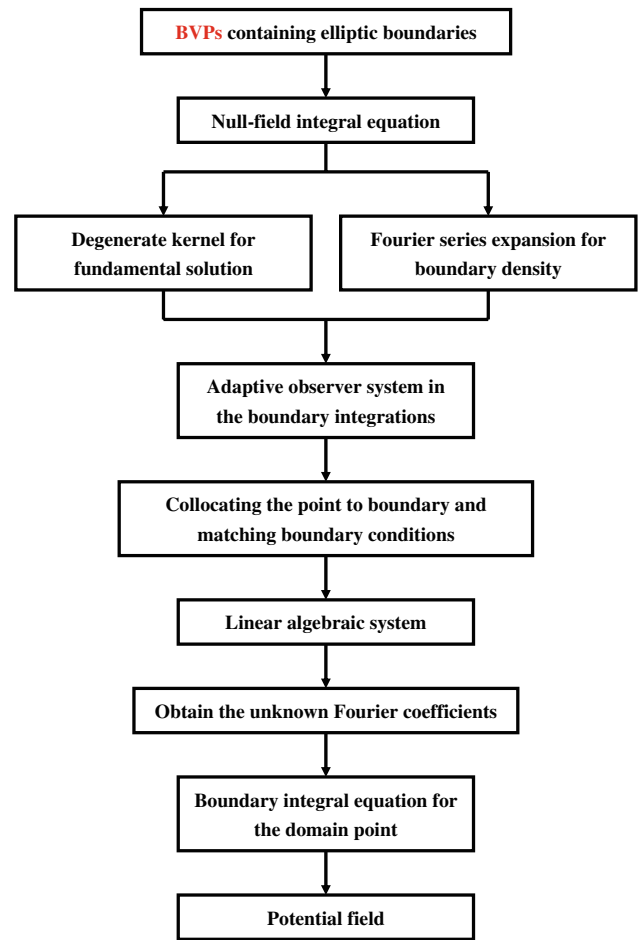 BVPs containing elliptic boundaries
Null-field integral equation
Degenerate kernel for
fundamental solution
Fourier series expansion for
boundary density
Adaptive observer system in
the boundary integrations
Collocating the point to boundary and
matching boundary conditions
Linear algebraic system
Obtain the unknown Fourier coefficients
Boundary integral equation for
the domain point
Potential field